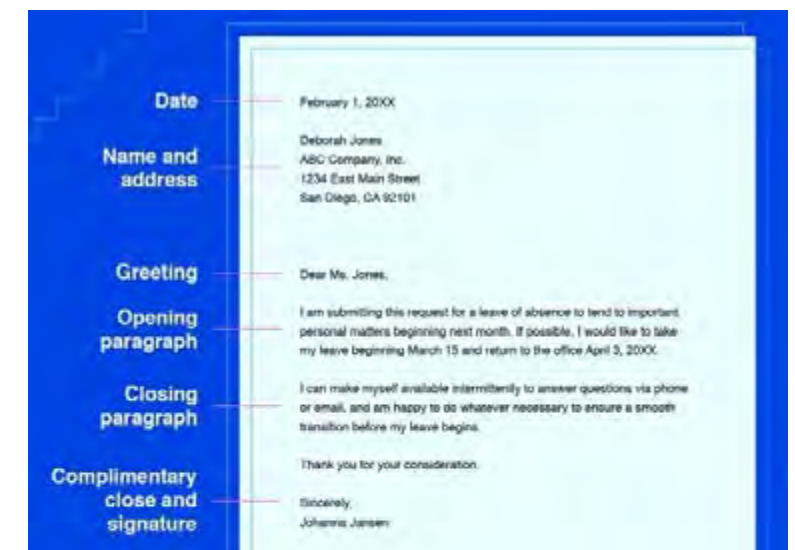 Date
February 1, 20XX
Name and
address
Deborah Jones
ABC Company, Inc.
1234 East Main Street
San Diego, CA 92101
Greeting
Dear Ms. Jones,
Opening
paragraph
I am submitting this request for a leave of absence to tend to important
personal matters beginning next month. If possible, I would like to take
my leave beginning March 15 and return to the office April 3, 20XX.
Closing
paragraph
I can make myself available intermittently to answer questions via phone
or email, and am happy to do whatever necessary to ensure a smooth
transition before my leave begins.
Thank you for your consideration.
Complimentary
close and
signature
Sincerely,
Johanna Jansen